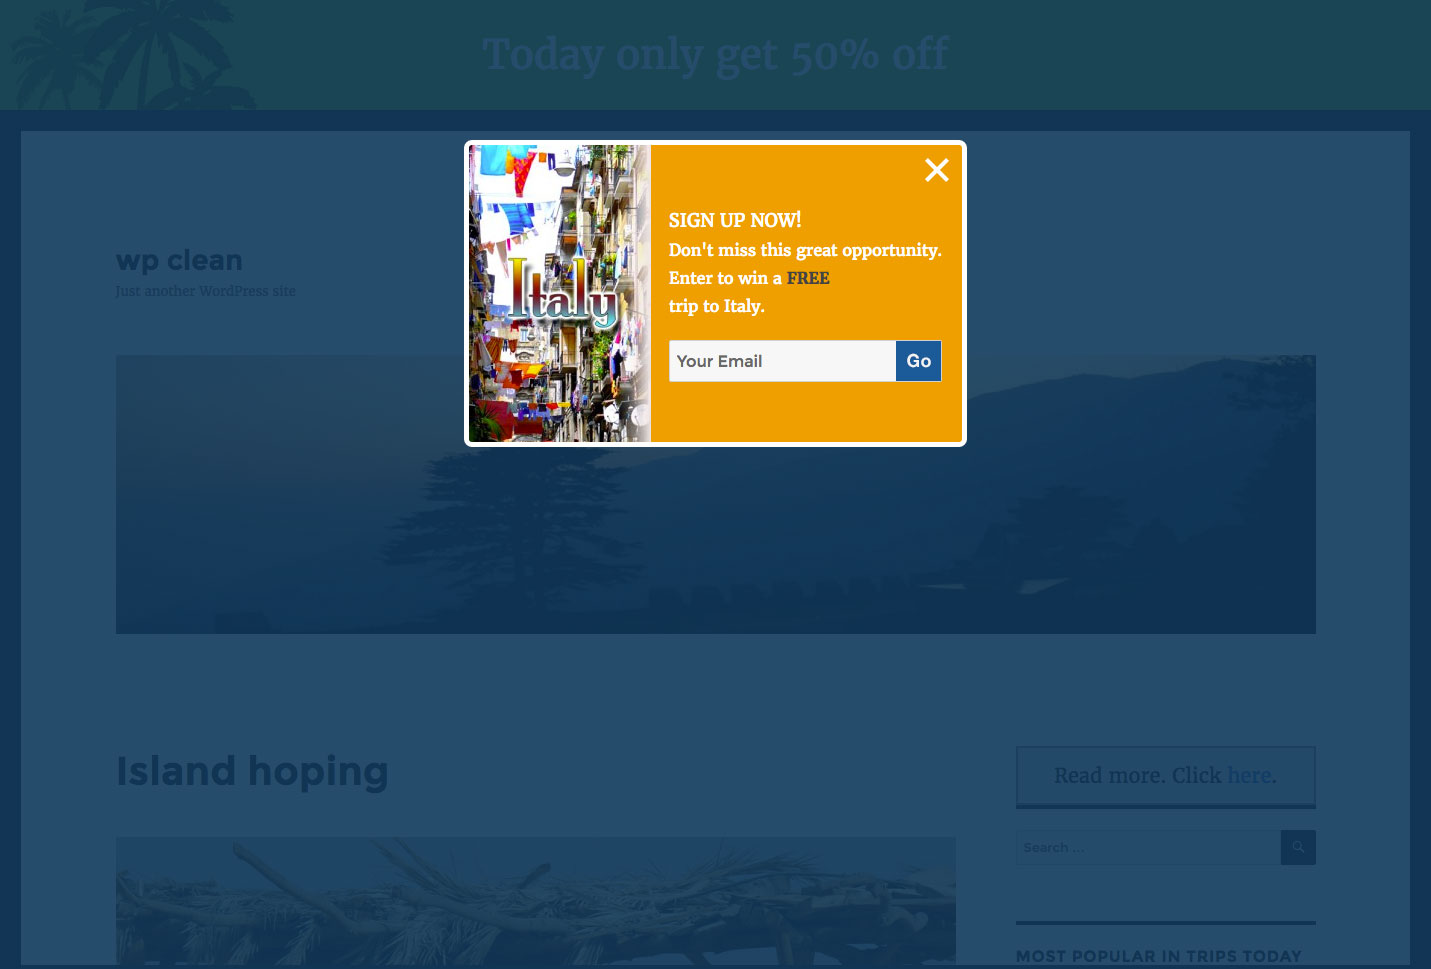 Today only get 50% off
wp clean
Just another WordPress site
Italy
SIGN UP NOW!
Don't miss this great opportunity.
Enter to win a FREE
trip to Italy.
Your Email
Go
Island hoping
Read more. Click here.
Search …
MOST POPULAR IN TRIPS TODAY